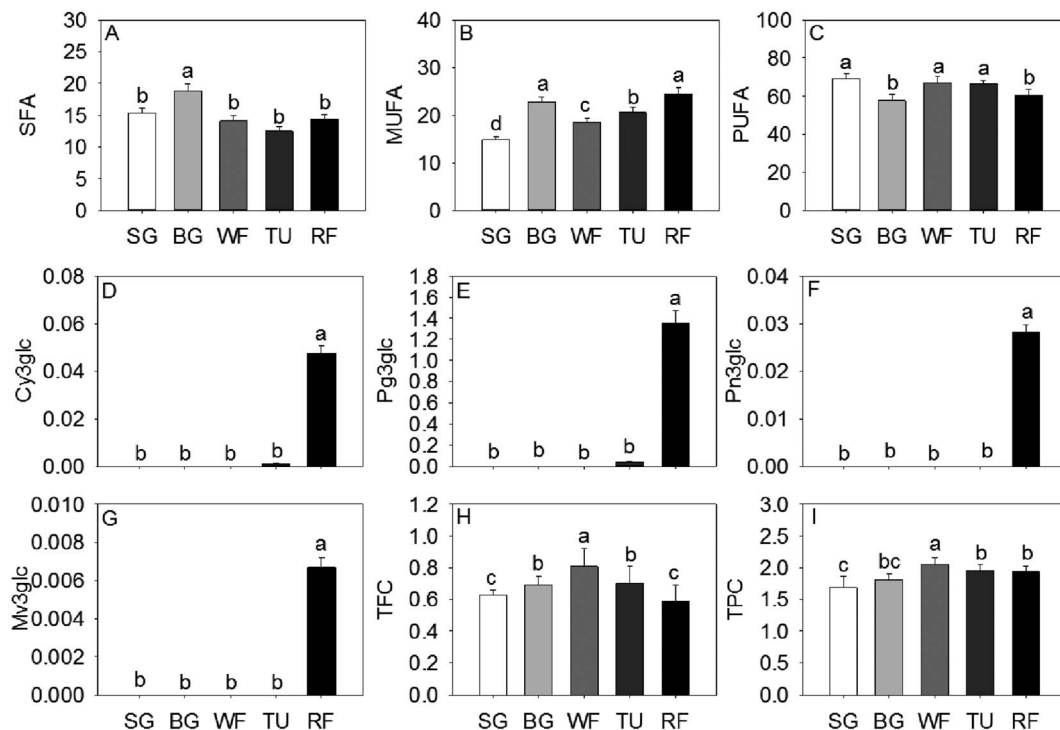 A
SFA
30
25
20
15
10
5
0
b
a
b
b
b
SG BG WF TU RF
B
MUFA
40
30
20
10
0
d
a
c
b
a
SG BG WF TU RF
C
PUFA
100
80
60
40
20
0
a
b
a
a
b
SG BG WF TU RF
D
Cy3glc
0.08
0.06
0.04
0.02
0.00
b b b b a
E
Pg3glc
1.8
1.6
1.4
1.2
1.0
0.8
0.6
0.4
0.2
0.0
b b b b a
F
Pn3glc
0.04
0.03
0.02
0.01
0.00
b b b b a
G
Mv3glc
0.010
0.008
0.006
0.004
0.002
0.000
b b b b a
SG BG WF TU RF
H
TFC
1.2
1.0
0.8
0.6
0.4
0.2
0.0
c
b
a
b
c
SG BG WF TU RF
I
TPC
3.0
2.5
2.0
1.5
1.0
0.5
0.0
c
bc
a
b
b
SG BG WF TU RF